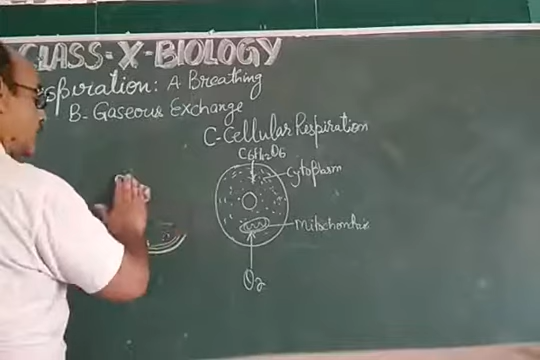 CLASS-X-BIOLOGY
spiration: A- Breathing
B- Gaseous Exchange
C- Cellular Respiration
C6H12O6
Cytoplasm
Mitochondria
O2